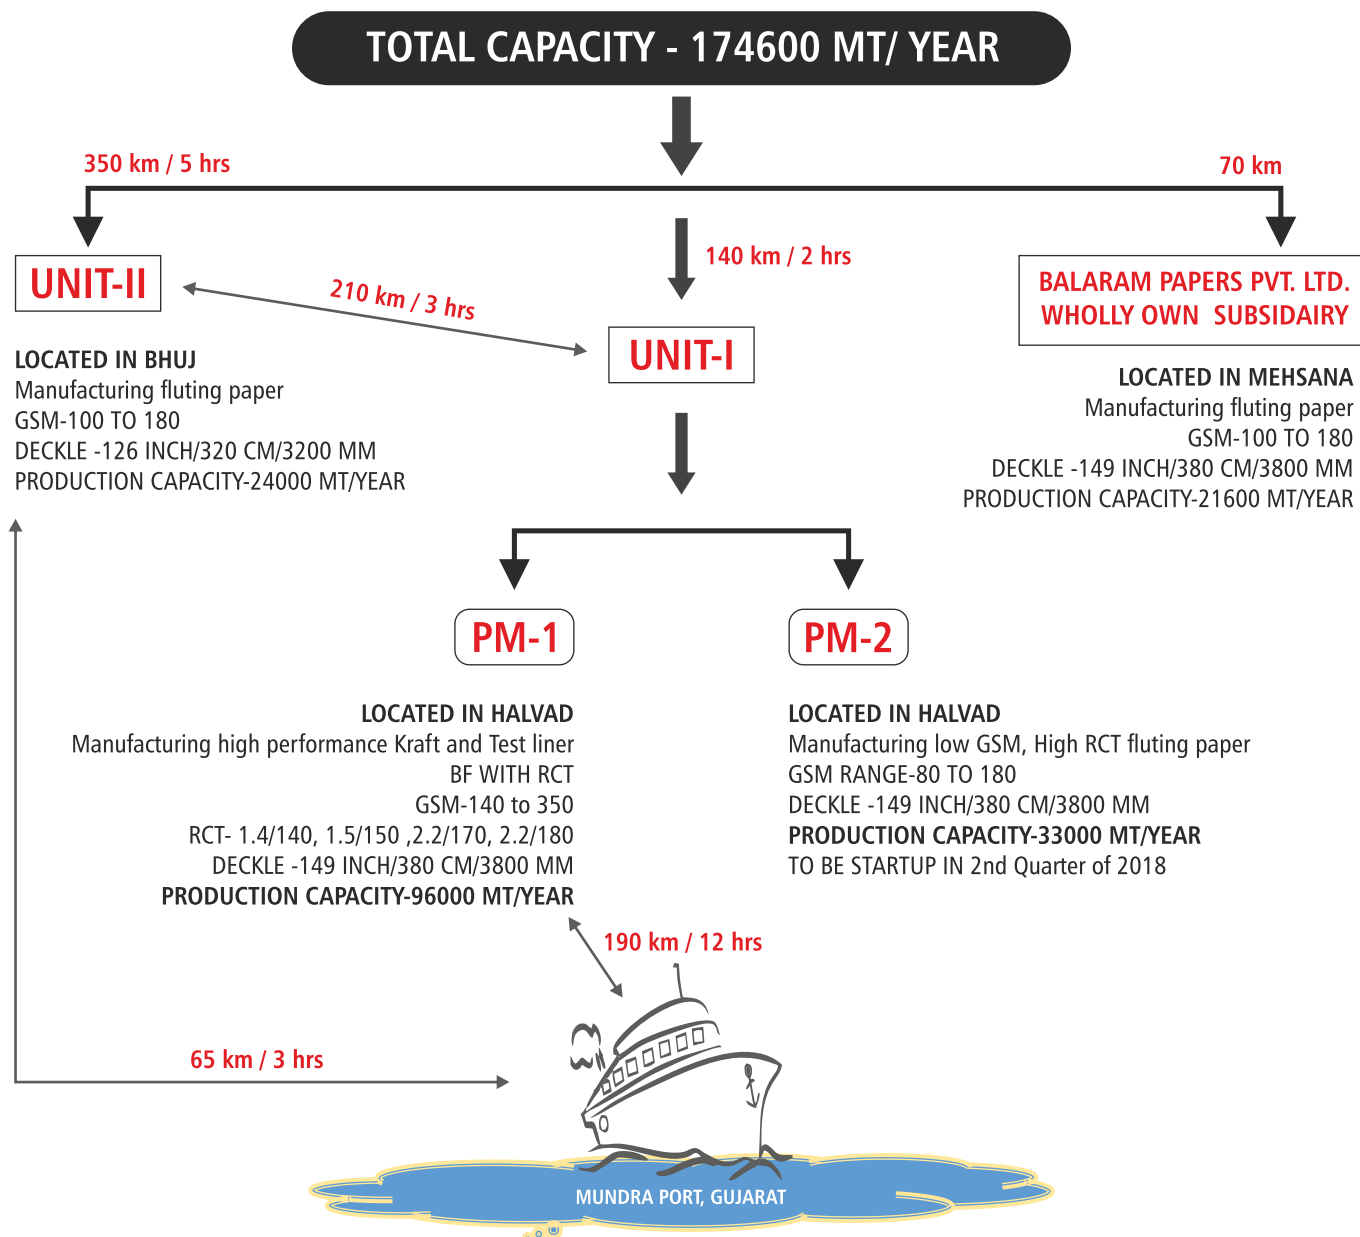 TOTAL CAPACITY - 174600 MT/ YEAR
350 km / 5 hrs
70 km
140 km / 2 hrs
UNIT-II
210 km / 3 hrs
BALARAM PAPERS PVT. LTD.
WHOLLY OWN SUBSIDAIRY
UNIT-I
LOCATED IN BHUJ
Manufacturing fluting paper
GSM-100 TO 180
DECKLE -126 INCH/320 CM/3200 MM
PRODUCTION CAPACITY-24000 MT/YEAR
LOCATED IN MEHSANA
Manufacturing fluting paper
GSM-100 TO 180
DECKLE -149 INCH/380 CM/3800 MM
PRODUCTION CAPACITY-21600 MT/YEAR
PM-1
PM-2
LOCATED IN HALVAD
Manufacturing high performance Kraft and Test liner
BF WITH RCT
GSM-140 to 350
RCT- 1.4/140, 1.5/150 ,2.2/170, 2.2/180
DECKLE -149 INCH/380 CM/3800 MM
PRODUCTION CAPACITY-96000 MT/YEAR
LOCATED IN HALVAD
Manufacturing low GSM, High RCT fluting paper
GSM RANGE-80 TO 180
DECKLE -149 INCH/380 CM/3800 MM
PRODUCTION CAPACITY-33000 MT/YEAR
TO BE STARTUP IN 2nd Quarter of 2018
190 km / 12 hrs
65 km / 3 hrs
MUNDRA PORT, GUJARAT